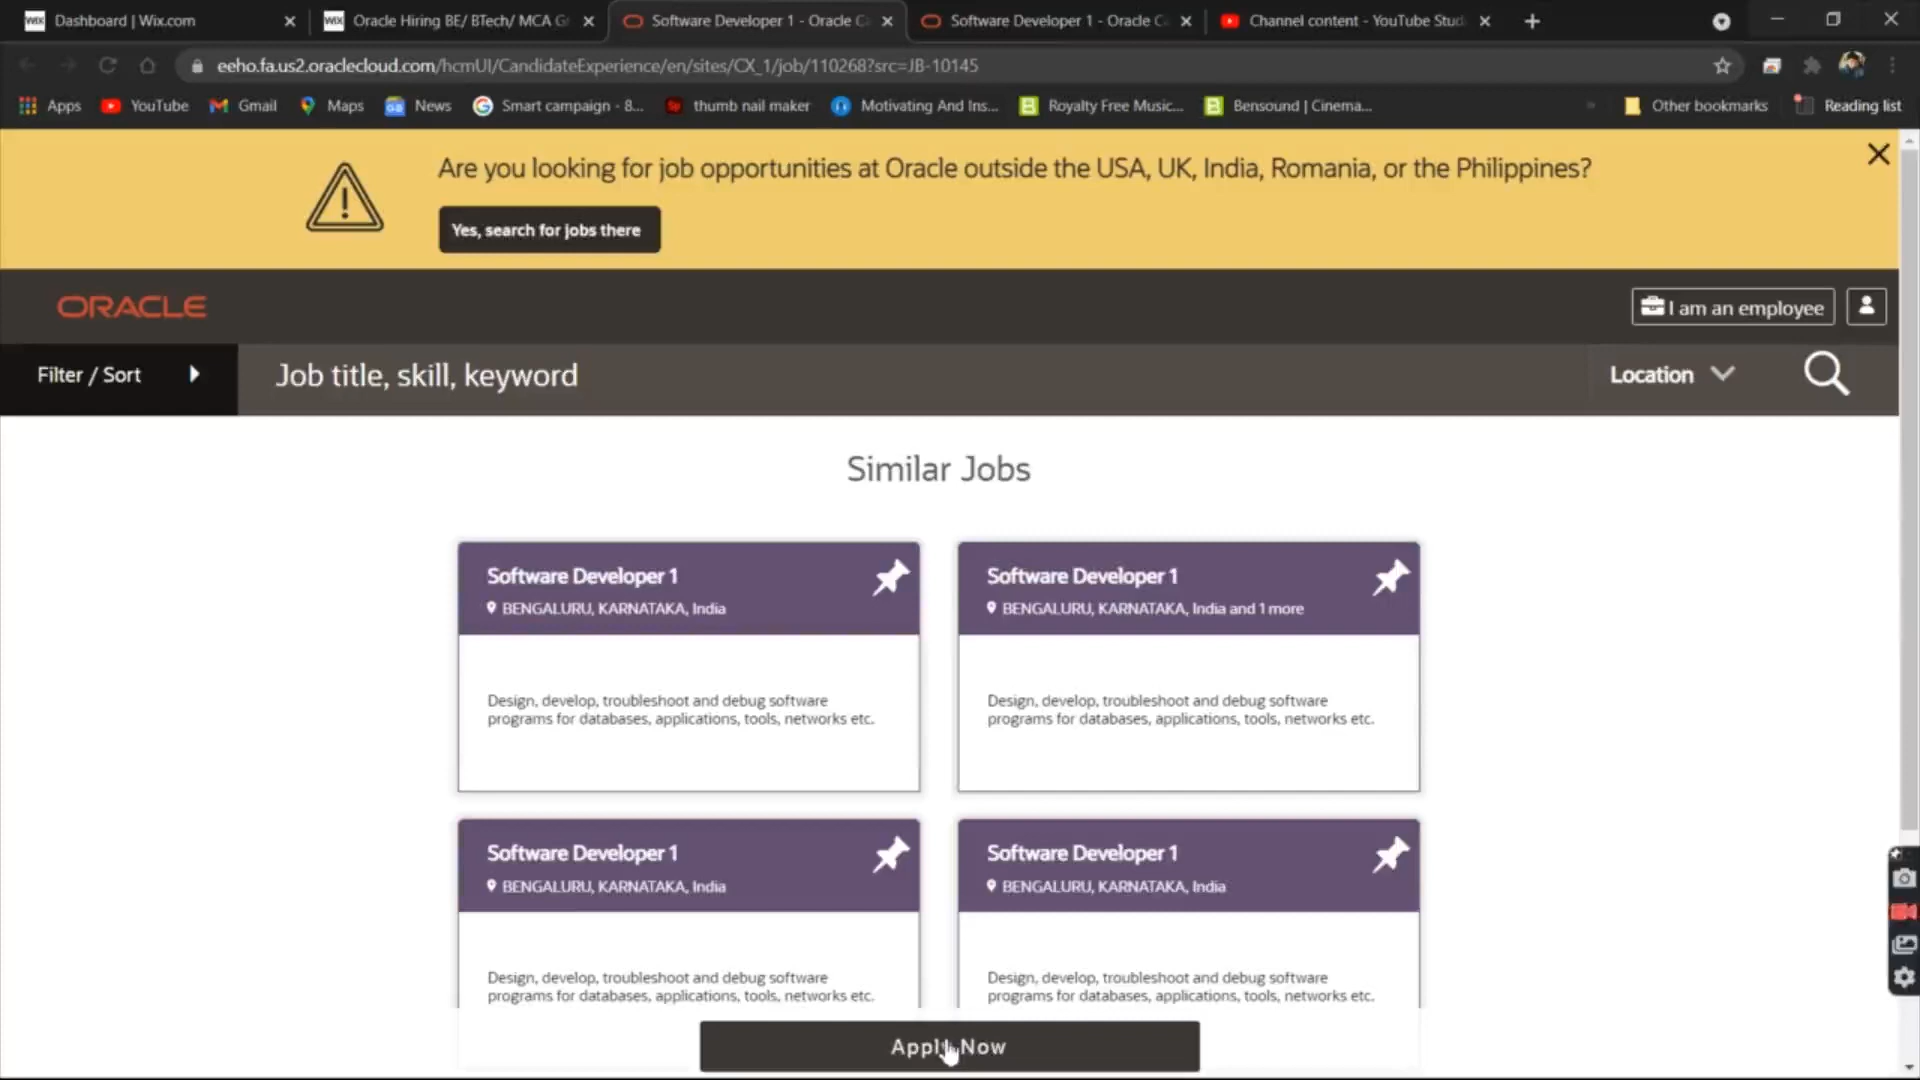 Dashboard | Wix.com
Oracle Hiring BE/ BTech/ MCA G
Software Developer 1 - Oracle C
Software Developer 1 - Oracle C
Channel content - YouTube Stud
eeho.fa.us2.oraclecloud.com/hcmUI/CandidateExperience/en/sites/CX_1/job/110268?src=JB-10145
Apps
YouTube
Gmail
Maps
News
Smart campaign - 8...
thumb nail maker
Motivating And Ins...
Royalty Free Music...
Bensound | Cinema...
Other bookmarks
Reading list
Are you looking for job opportunities at Oracle outside the USA, UK, India, Romania, or the Philippines?
Yes, search for jobs there
ORACLE
I am an employee
Filter / Sort
Job title, skill, keyword
Location
Similar Jobs
Software Developer 1
BENGALURU, KARNATAKA, India
Design, develop, troubleshoot and debug software
programs for databases, applications, tools, networks etc.
Software Developer 1
BENGALURU, KARNATAKA, India and 1 more
Design, develop, troubleshoot and debug software
programs for databases, applications, tools, networks etc.
Software Developer 1
BENGALURU, KARNATAKA, India
Design, develop, troubleshoot and debug software
programs for databases, applications, tools, networks etc.
Software Developer 1
BENGALURU, KARNATAKA, India
Design, develop, troubleshoot and debug software
programs for databases, applications, tools, networks etc.
Apply Now